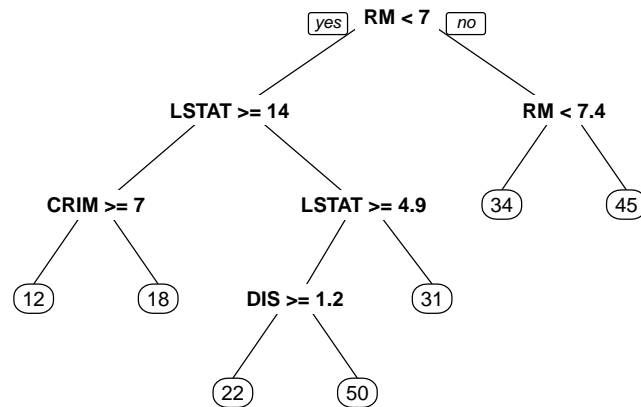 yes RM < 7 no
LSTAT >= 14 RM < 7.4
CRIM >= 7 LSTAT >= 4.9 34 45
12 18 DIS >= 1.2 31
22 50